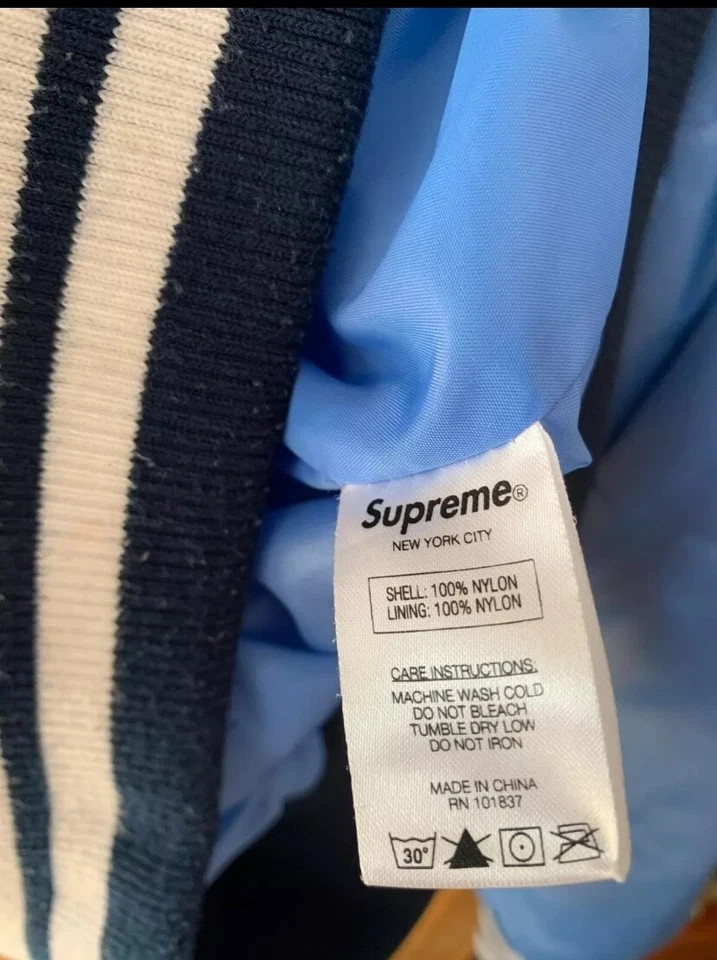 Supreme®
NEW YORK CITY
SHELL: 100% NYLON
LINING: 100% NYLON
CARE INSTRUCTIONS:
MACHINE WASH COLD
DO NOT BLEACH
TUMBLE DRY LOW
DO NOT IRON
MADE IN CHINA
RN 101837
30°